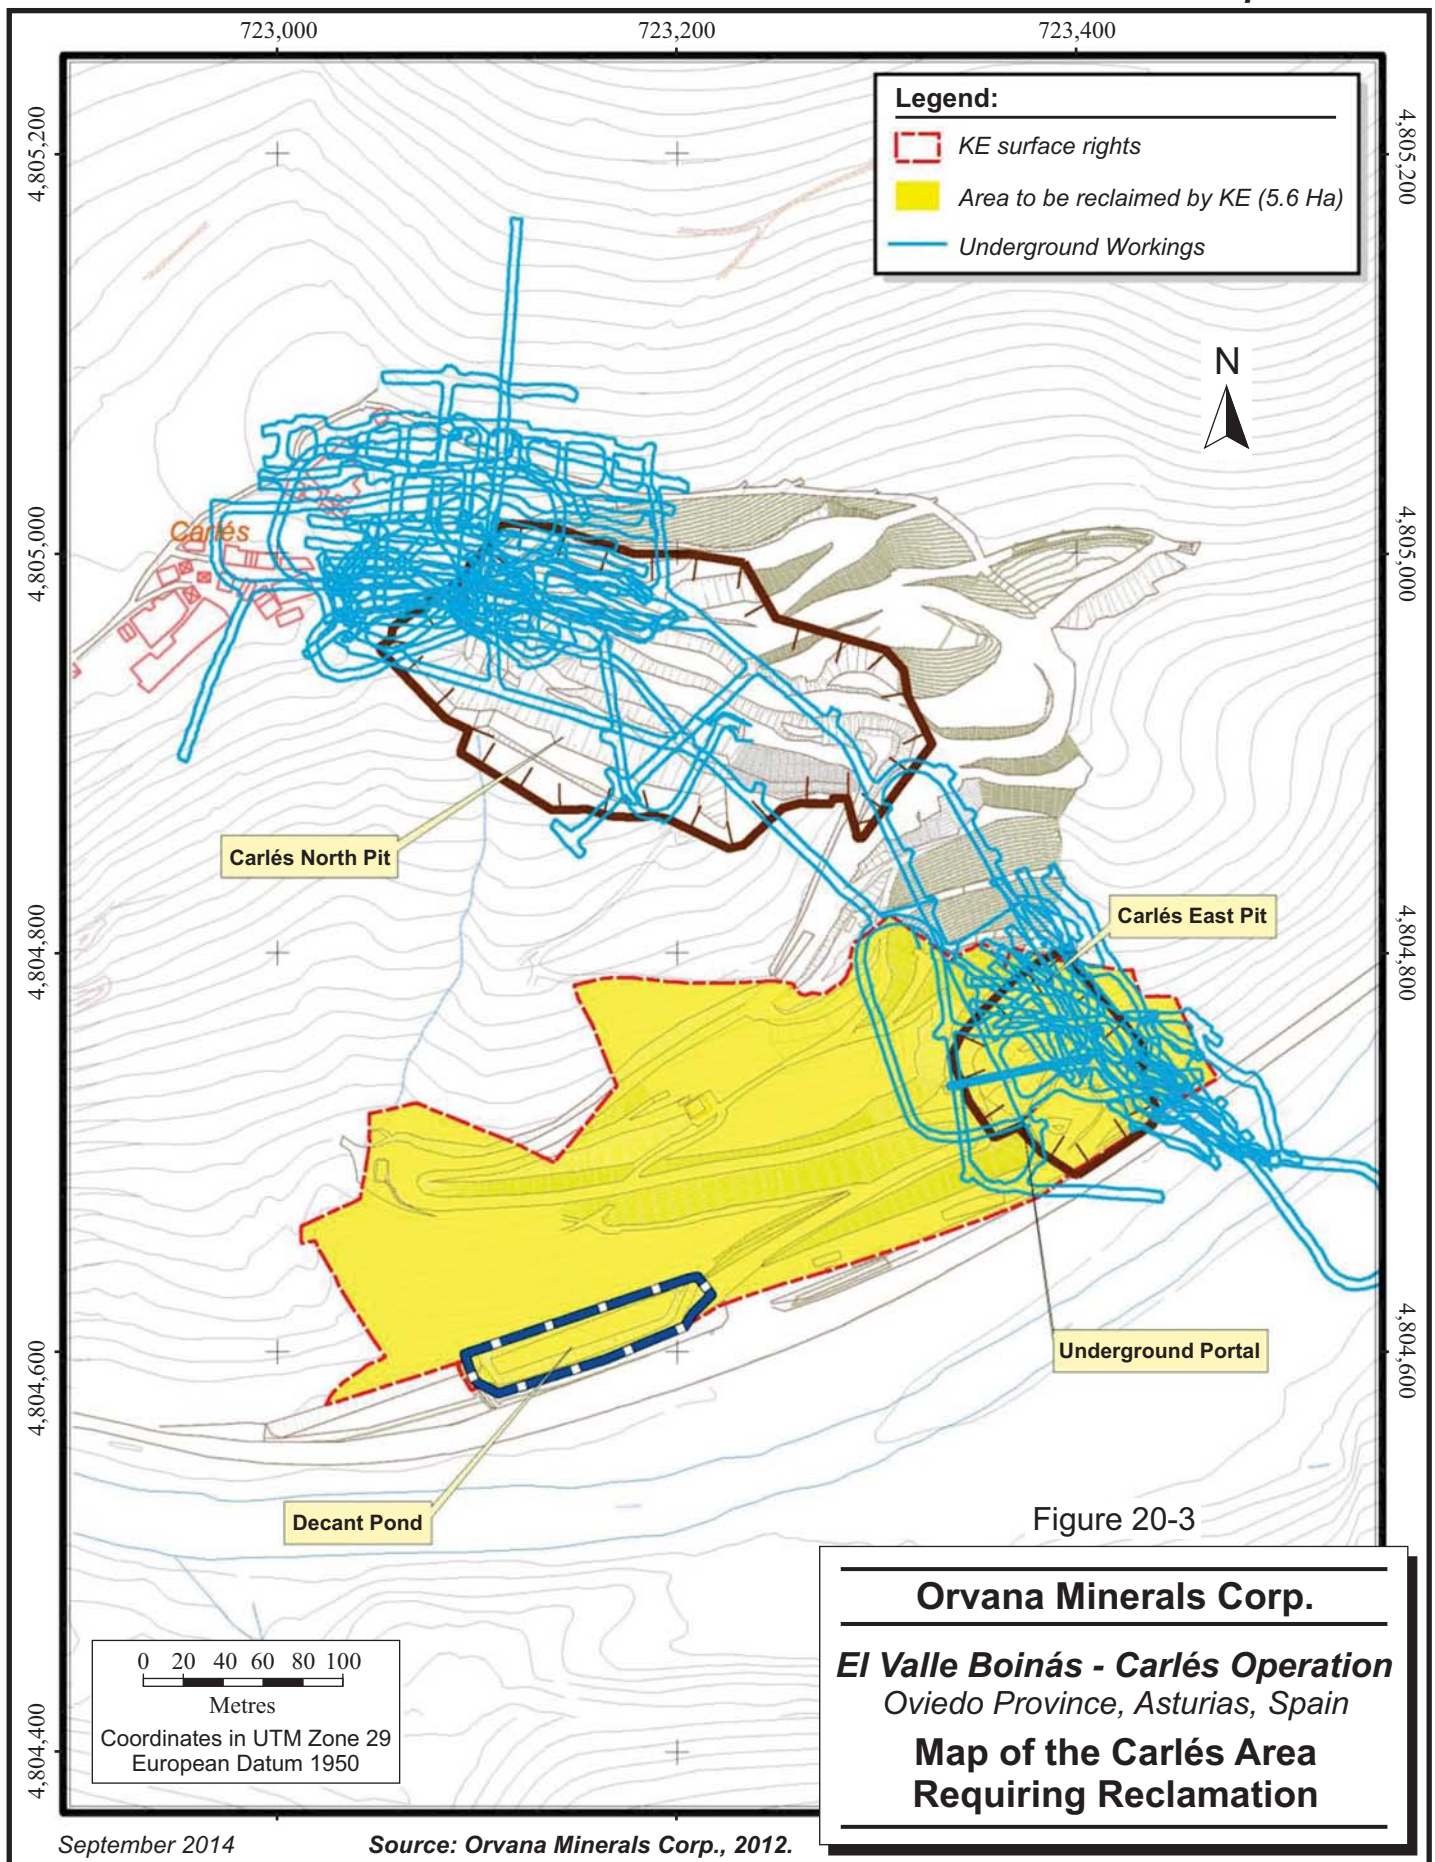 723,000
723,200
723,400
4,805,200
4,805,200
Legend:
KE surface rights
Area to be reclaimed by KE (5.6 Ha)
Underground Workings
N
Carlés
4,805,000
4,805,000
Carlés North Pit
Carlés East Pit
4,804,800
4,804,800
Underground Portal
4,804,600
4,804,600
Decant Pond
Figure 20-3
Orvana Minerals Corp.
El Valle Boinás - Carlés Operation
Oviedo Province, Asturias, Spain
Map of the Carlés Area
Requiring Reclamation
0 20 40 60 80 100
Metres
Coordinates in UTM Zone 29
European Datum 1950
4,804,400
September 2014
Source: Orvana Minerals Corp., 2012.